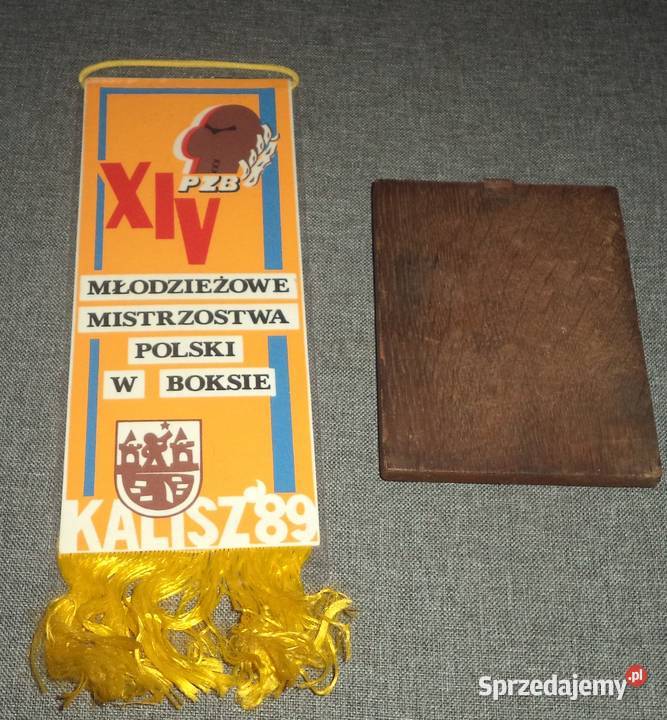 PZB
XIV
MŁODZIEŻOWE
MISTRZOSTWA
POLSKI
W BOKSIE
KALISZ'89
Sprzedajemy.pl